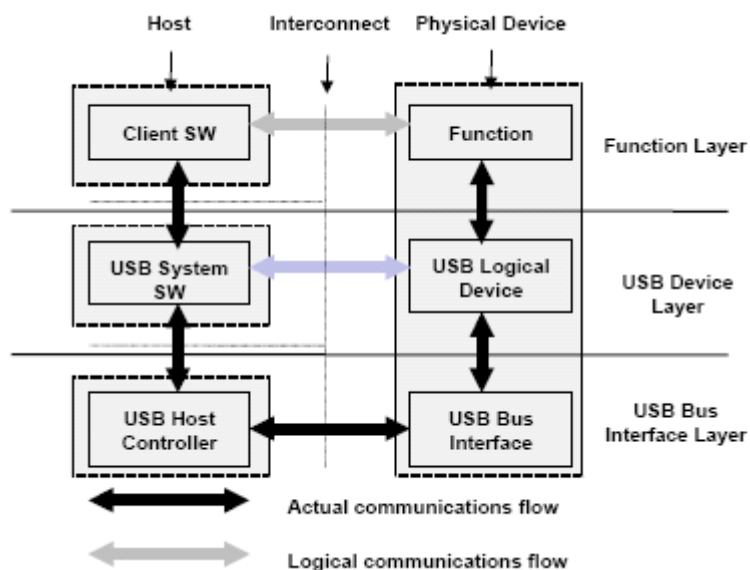 Host
Interconnect
Physical Device
Client SW
Function
Function Layer
USB System
SW
USB Logical
Device
USB Device
Layer
USB Host
Controller
USB Bus
Interface
USB Bus
Interface Layer
Actual communications flow
Logical communications flow